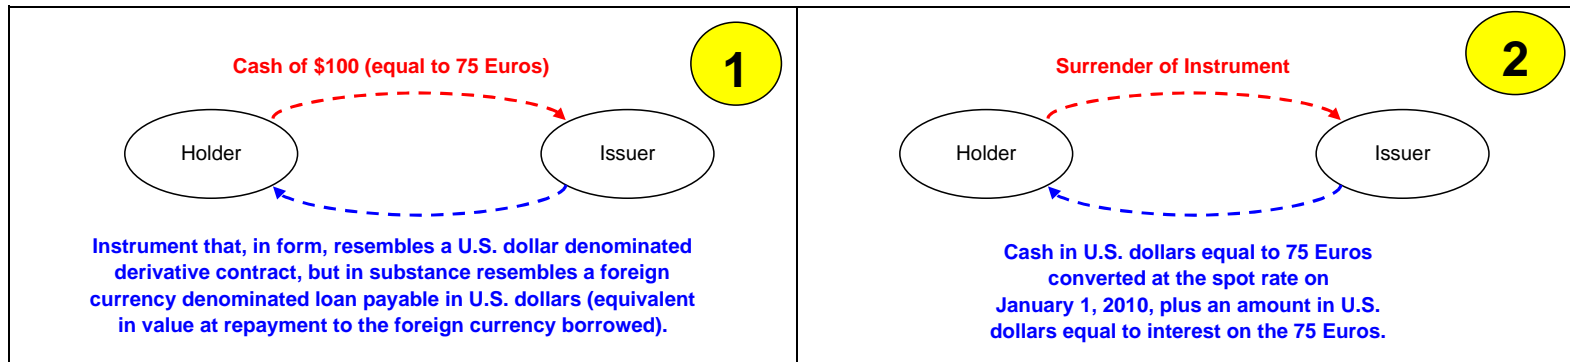 1
Cash of $100 (equal to 75 Euros)
Holder
Issuer
Instrument that, in form, resembles a U.S. dollar denominated
derivative contract, but in substance resembles a foreign
currency denominated loan payable in U.S. dollars (equivalent
in value at repayment to the foreign currency borrowed).
2
Surrender of Instrument
Holder
Issuer
Cash in U.S. dollars equal to 75 Euros
converted at the spot rate on
January 1, 2010, plus an amount in U.S.
dollars equal to interest on the 75 Euros.